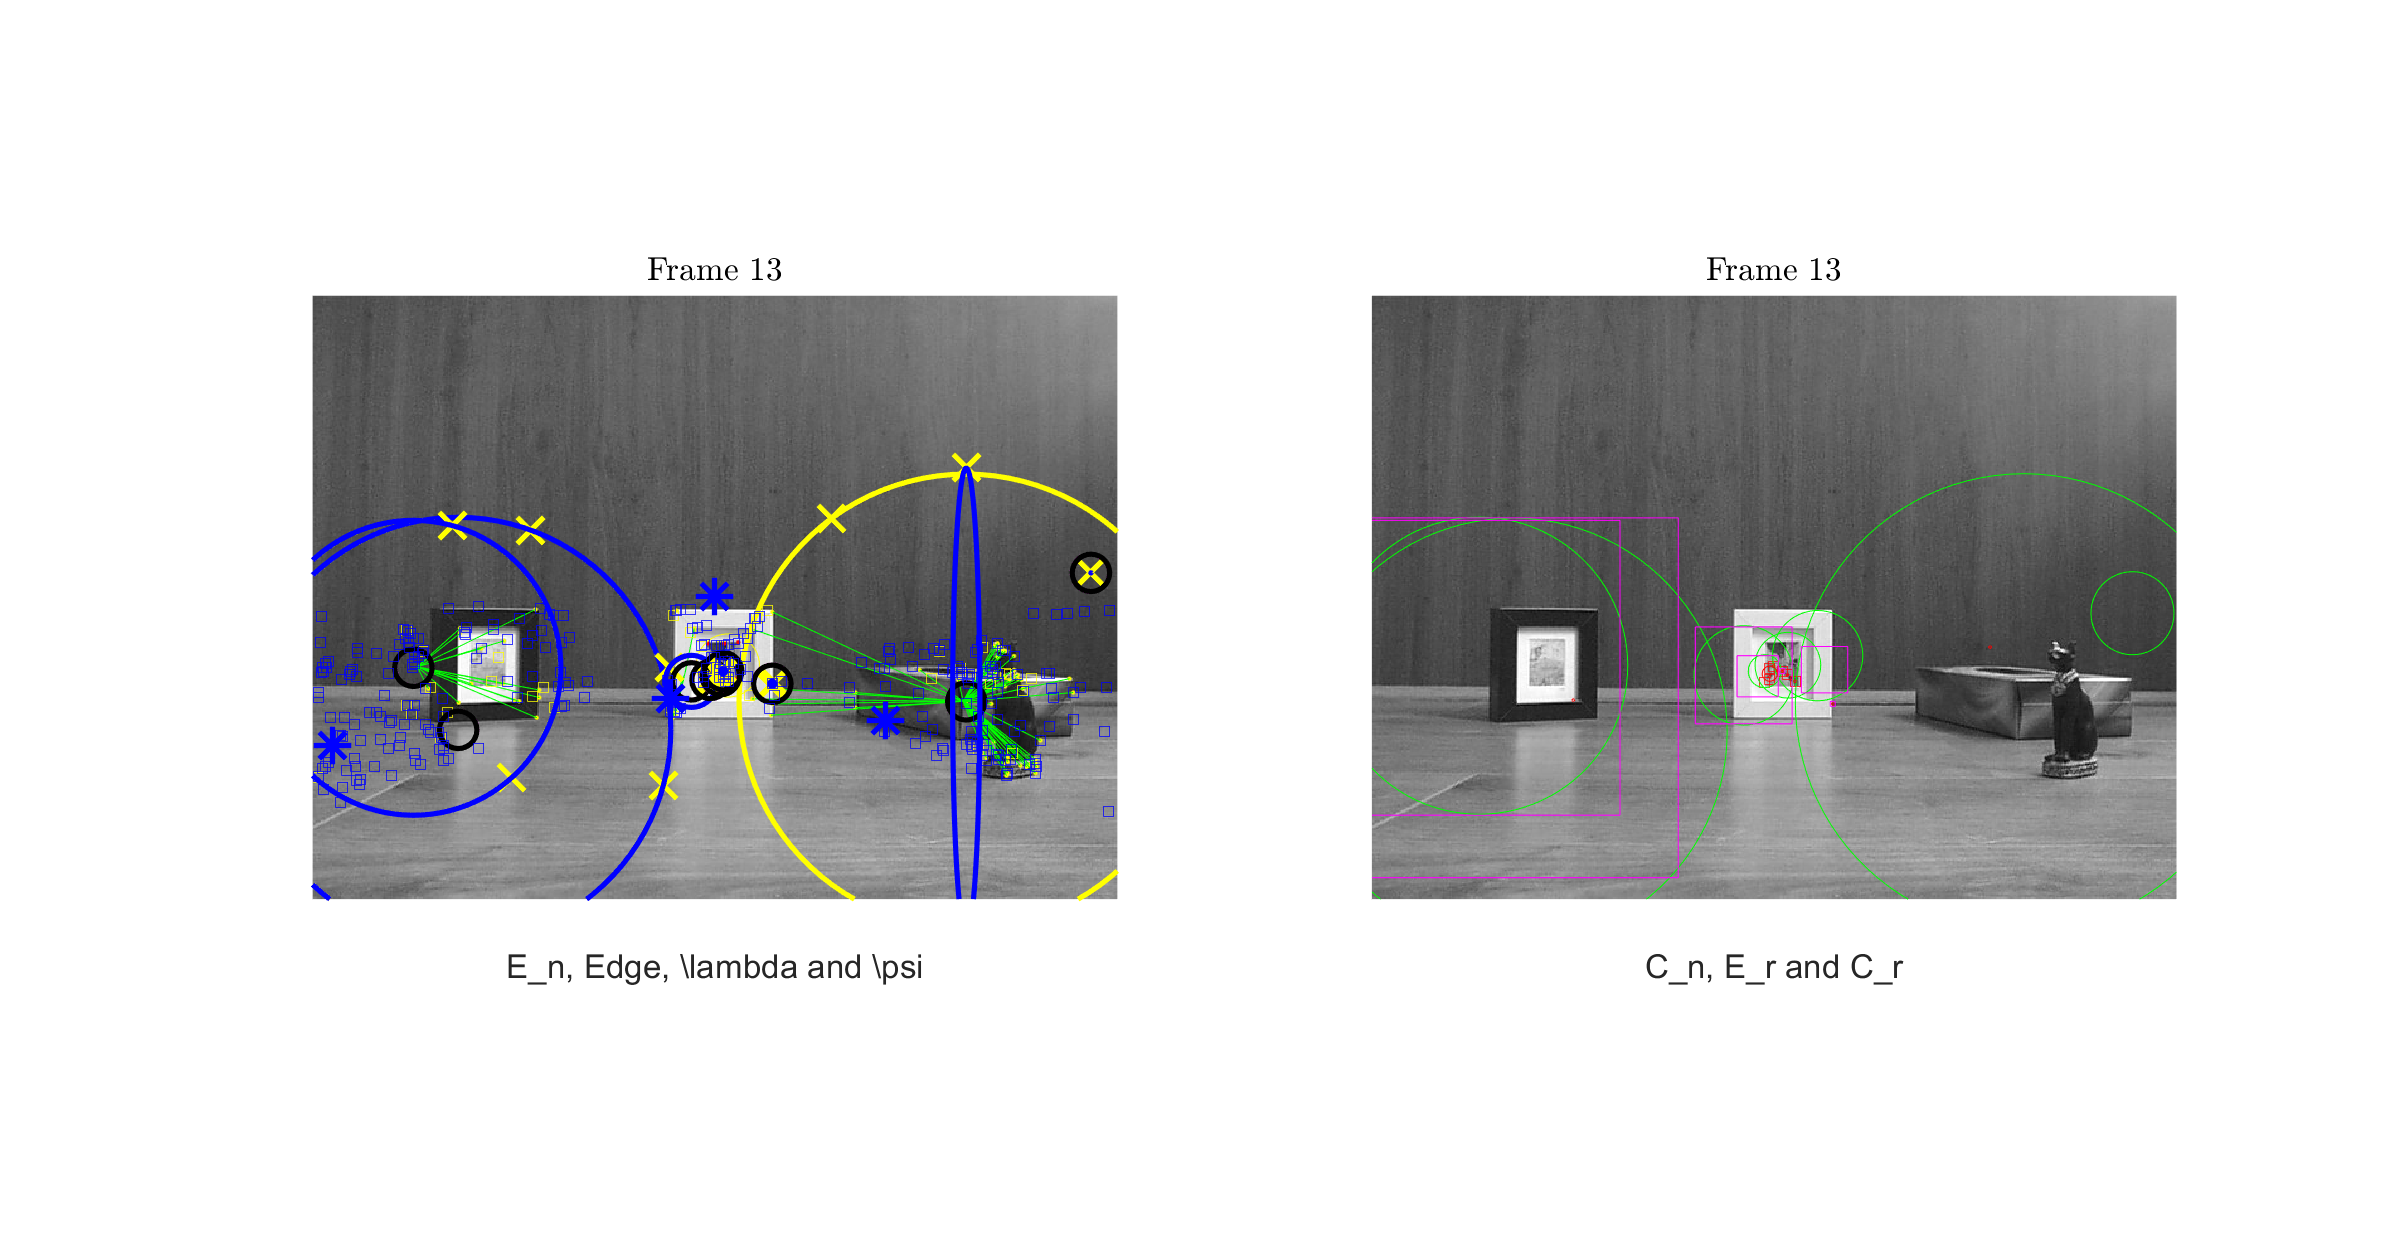 Frame 13
E_n, Edge, \lambda and \psi
Frame 13
C_n, E_r and C_r